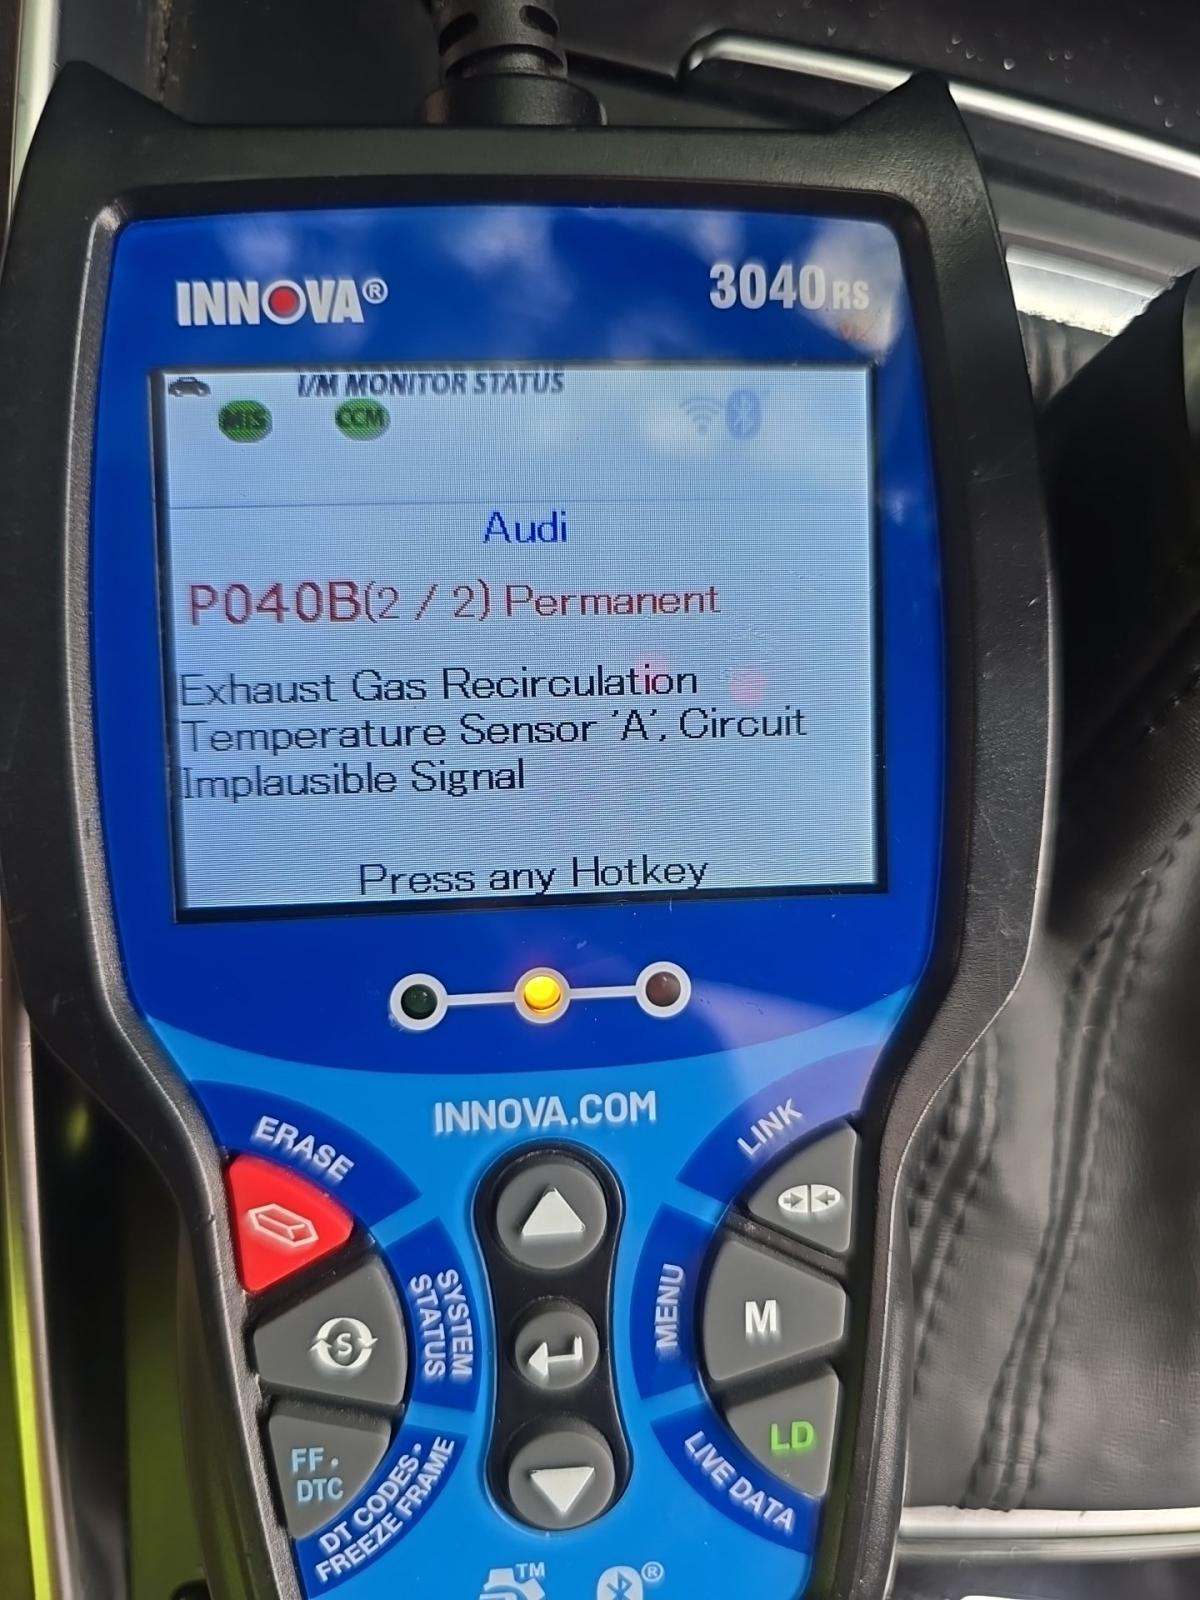 INNOVA®
3040RS
I/M MONITOR STATUS
MIS CCM
Audi
P040B(2 / 2) Permanent
Exhaust Gas Recirculation
Temperature Sensor 'A', Circuit
Implausible Signal
Press any Hotkey
INNOVA.COM
ERASE
LINK
S
SYSTEM
STATUS
MENU
M
FF.
DTC
DT CODES•
FREEZE FRAME
LD
LIVE DATA
TM
®